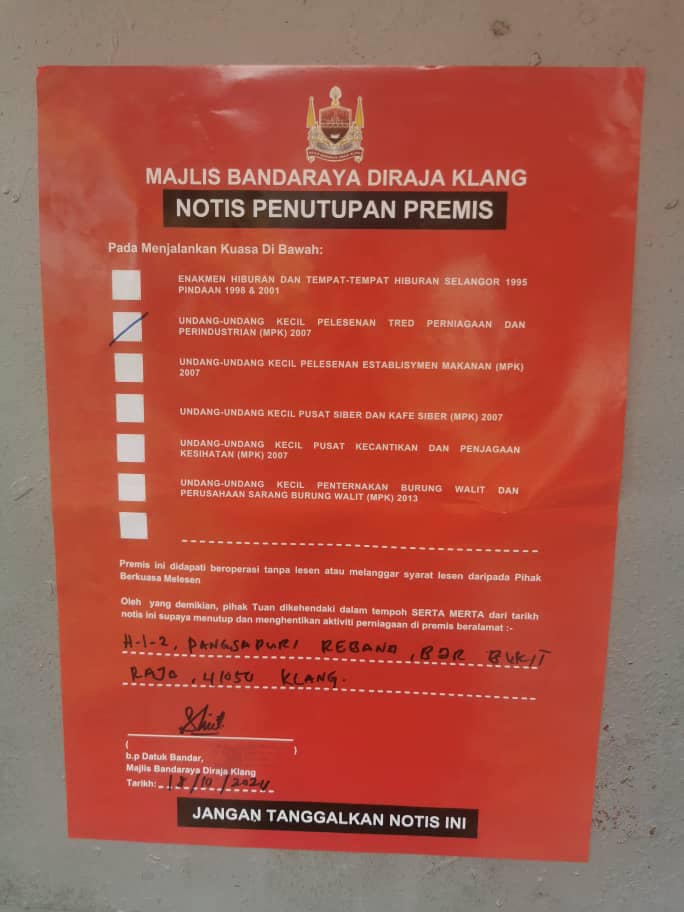 MAJLIS BANDARAYA DIRAJA KLANG
NOTIS PENUTUPAN PREMIS
Pada Menjalankan Kuasa Di Bawah:
ENAKMEN HIBURAN DAN TEMPAT-TEMPAT HIBURAN SELANGOR 1995
PINDAAN 1998 & 2001
UNDANG-UNDANG KECIL PELESENAN TRED PERNIAGAAN DAN
PERINDUSTRIAN (MPK) 2007
UNDANG-UNDANG KECIL PELESENAN ESTABLISYMEN MAKANAN (MPK)
2007
UNDANG-UNDANG KECIL PUSAT SIBER DAN KAFE SIBER (MPK) 2007
UNDANG-UNDANG KECIL PUSAT KECANTIKAN DAN PENJAGAAN
KESIHATAN (MPK) 2007
UNDANG-UNDANG KECIL PENTERNAKAN BURUNG WALIT DAN
PERUSAHAAN SARANG BURUNG WALIT (MPK) 2013
Premis ini didapati beroperasi tanpa lesen atau melanggar syarat lesen daripada Pihak
Berkuasa Melesen
Oleh yang demikian, pihak Tuan dikehendaki dalam tempoh SERTA MERTA dari tarikh
notis ini supaya menutup dan menghentikan aktiviti perniagaan di premis beralamat :-
H-1-2, PANGSAPURI REBANA, BDR BUKIT
RAJA, 41050 KLANG.
( )
b.p Datuk Bandar,
Majlis Bandaraya Diraja Klang
Tarikh: 18/10/2024
JANGAN TANGGALKAN NOTIS INI